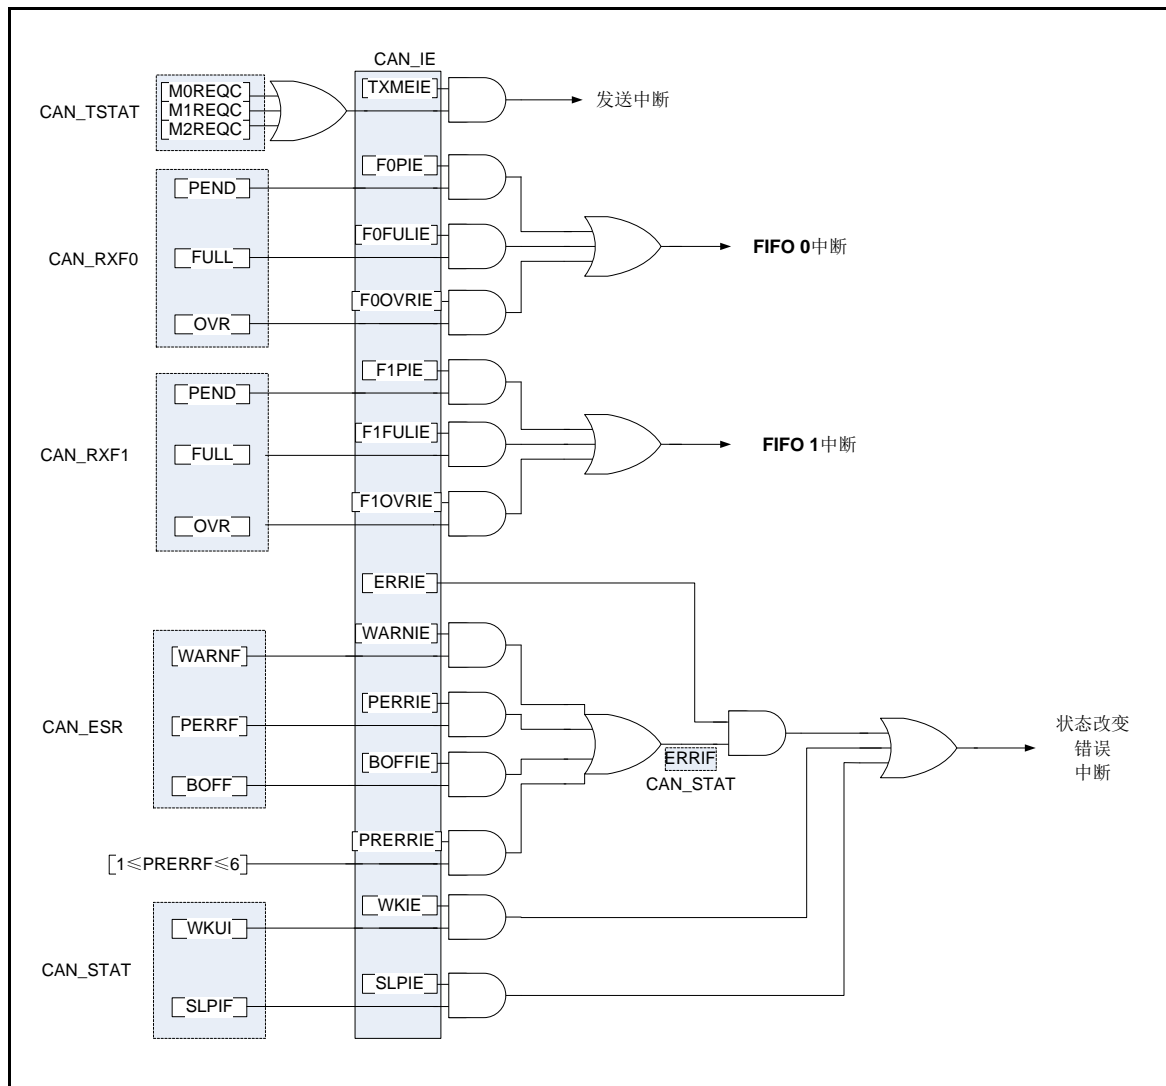 CAN_IE
CAN_TSTAT
M0REQC
M1REQC
M2REQC
TXMEIE
发送中断
CAN_RXF0
PEND
FULL
OVR
F0PIE
F0FULIE
F0OVRIE
FIFO 0中断
CAN_RXF1
PEND
FULL
OVR
F1PIE
F1FULIE
F1OVRIE
FIFO 1中断
ERRIE
CAN_ESR
WARNF
PERRF
BOFF
WARNIE
PERRIE
BOFFIE
ERRIF
CAN_STAT
状态改变
错误
中断
1≤PRERRF≤6
PRERRIE
CAN_STAT
WKUI
SLPIF
WKIE
SLPIE